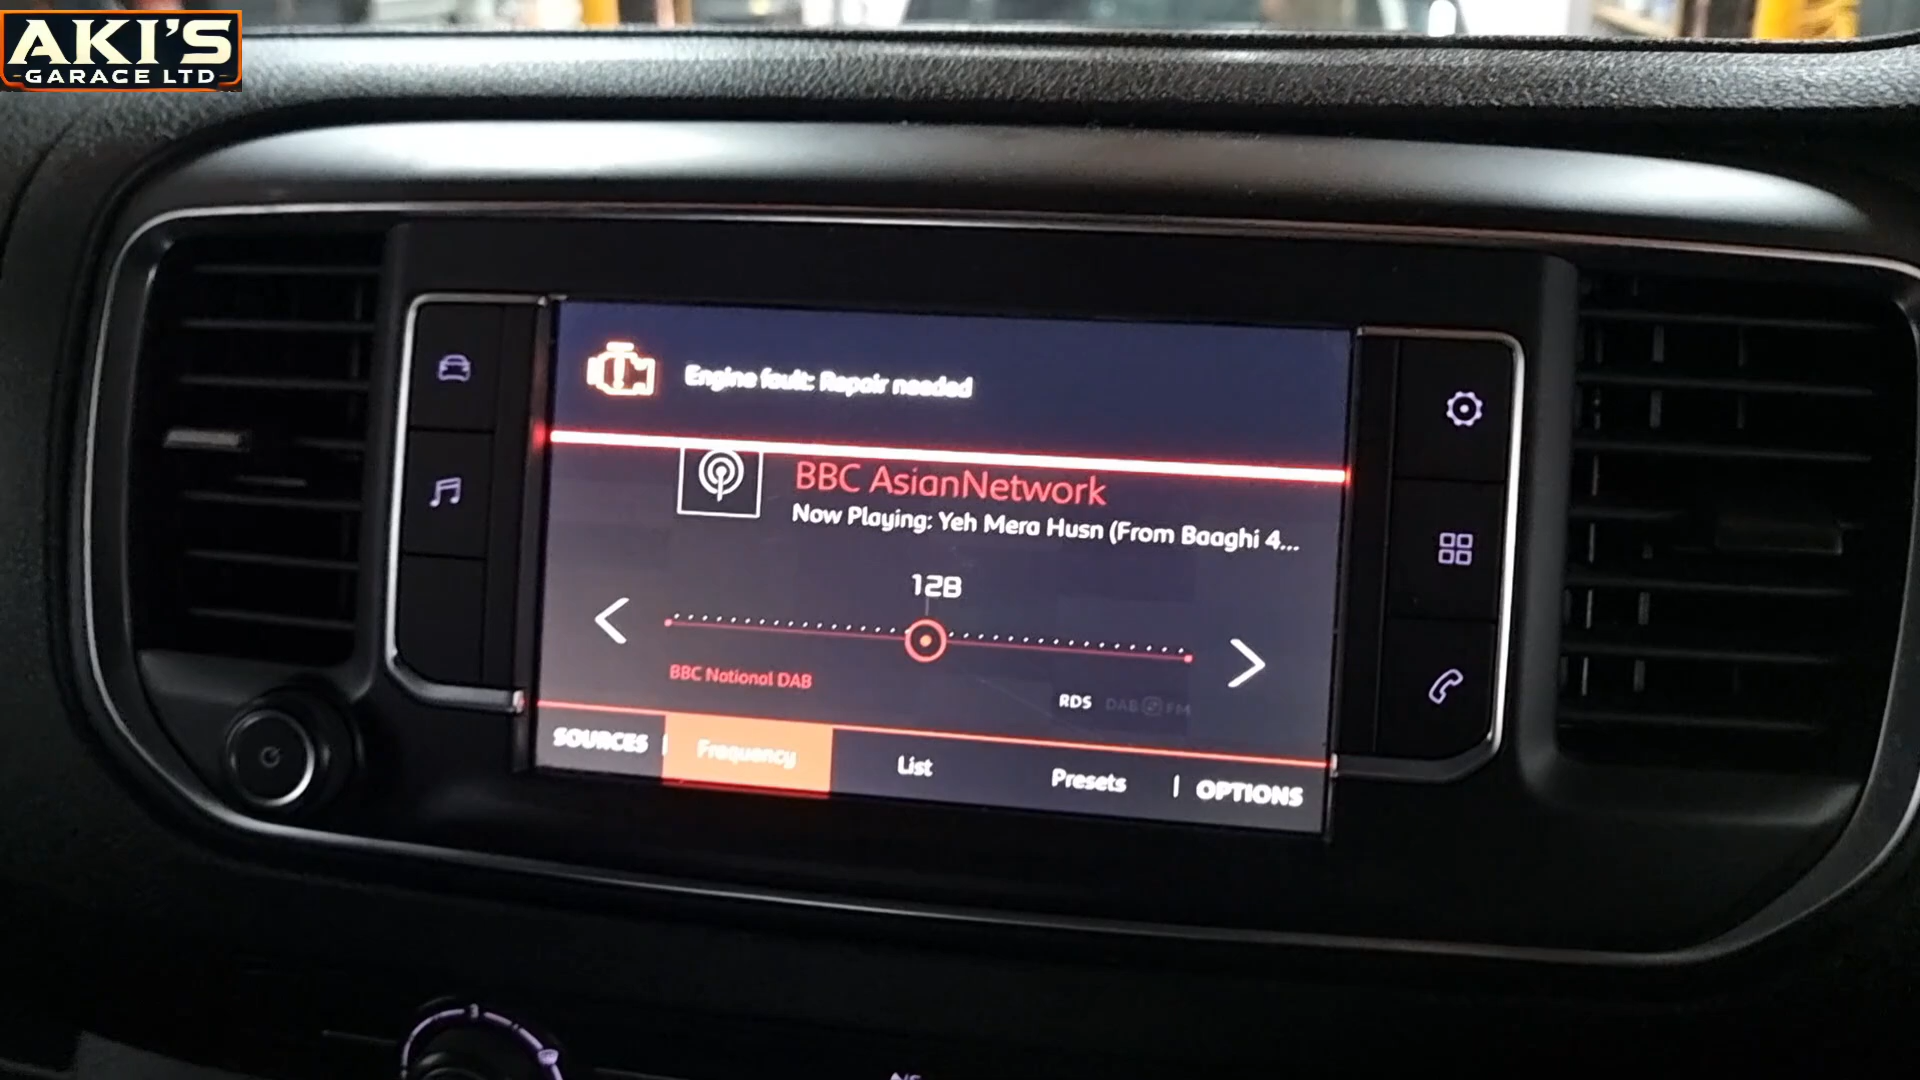 AKI'S
GARAGE LTD
Engine fault: Repair needed
BBC AsianNetwork
Now Playing: Yeh Mera Husn (From Baaghi 4...
12B
BBC National DAB
RDS DAB FM
SOURCES | Frequency List Presets | OPTIONS
3